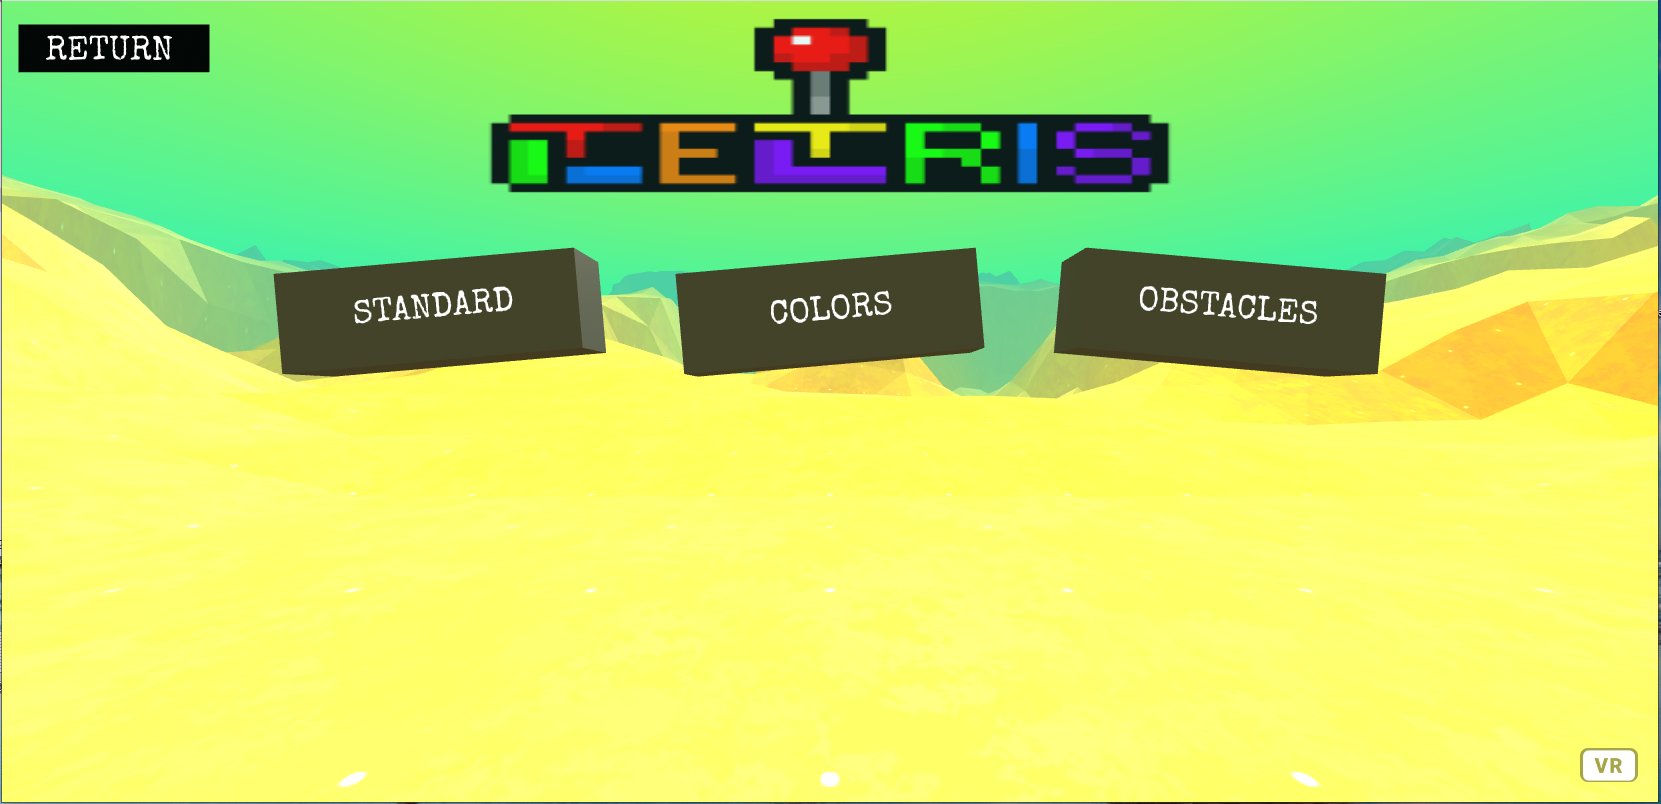 RETURN
TETRIS
STANDARD
COLORS
OBSTACLES
VR